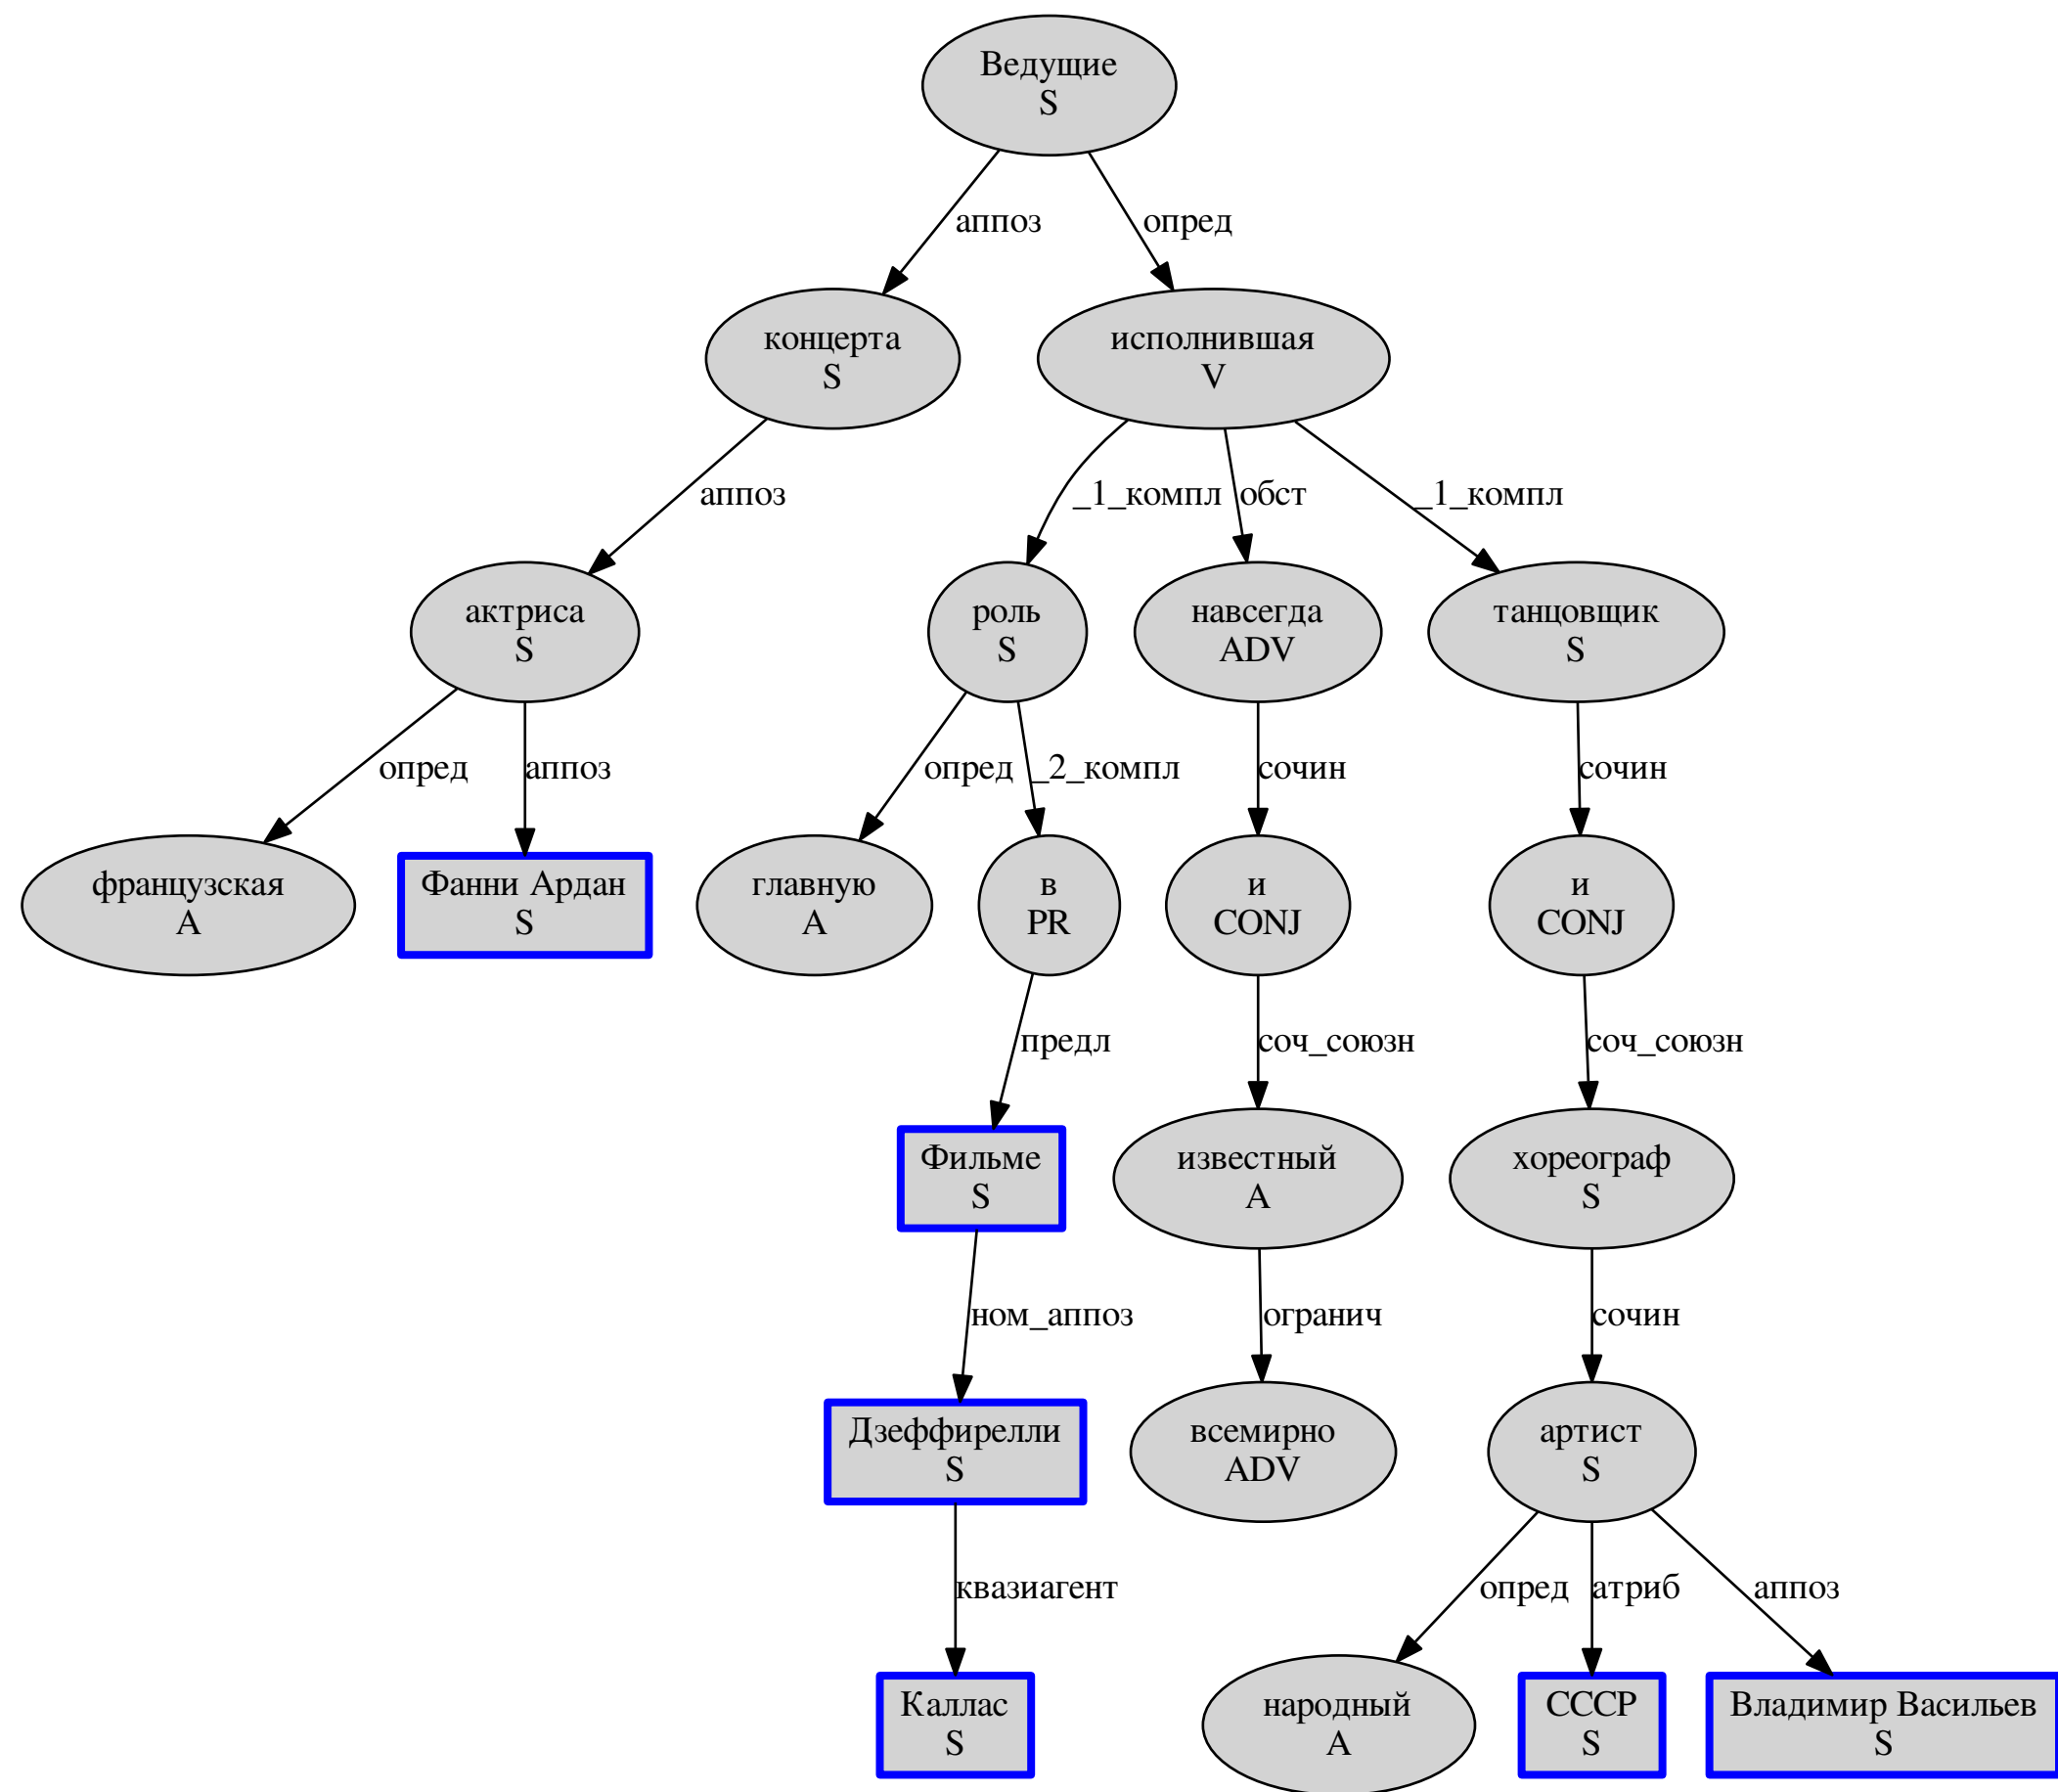 Ведущие
S
аппоз
опред
концерта
S
исполнившая
V
аппоз
_1_компл
обст
_1_компл
актриса
S
роль
S
навсегда
ADV
танцовщик
S
опред
аппоз
опред
_2_компл
сочин
сочин
французская
A
Фанни Ардан
S
главную
A
в
PR
и
CONJ
и
CONJ
предл
соч_союзн
соч_союзн
Фильме
S
известный
A
хореограф
S
ном_аппоз
огранич
сочин
Дзеффирелли
S
всемирно
ADV
артист
S
квазиагент
опред
атриб
аппоз
Каллас
S
народный
A
СССР
S
Владимир Васильев
S